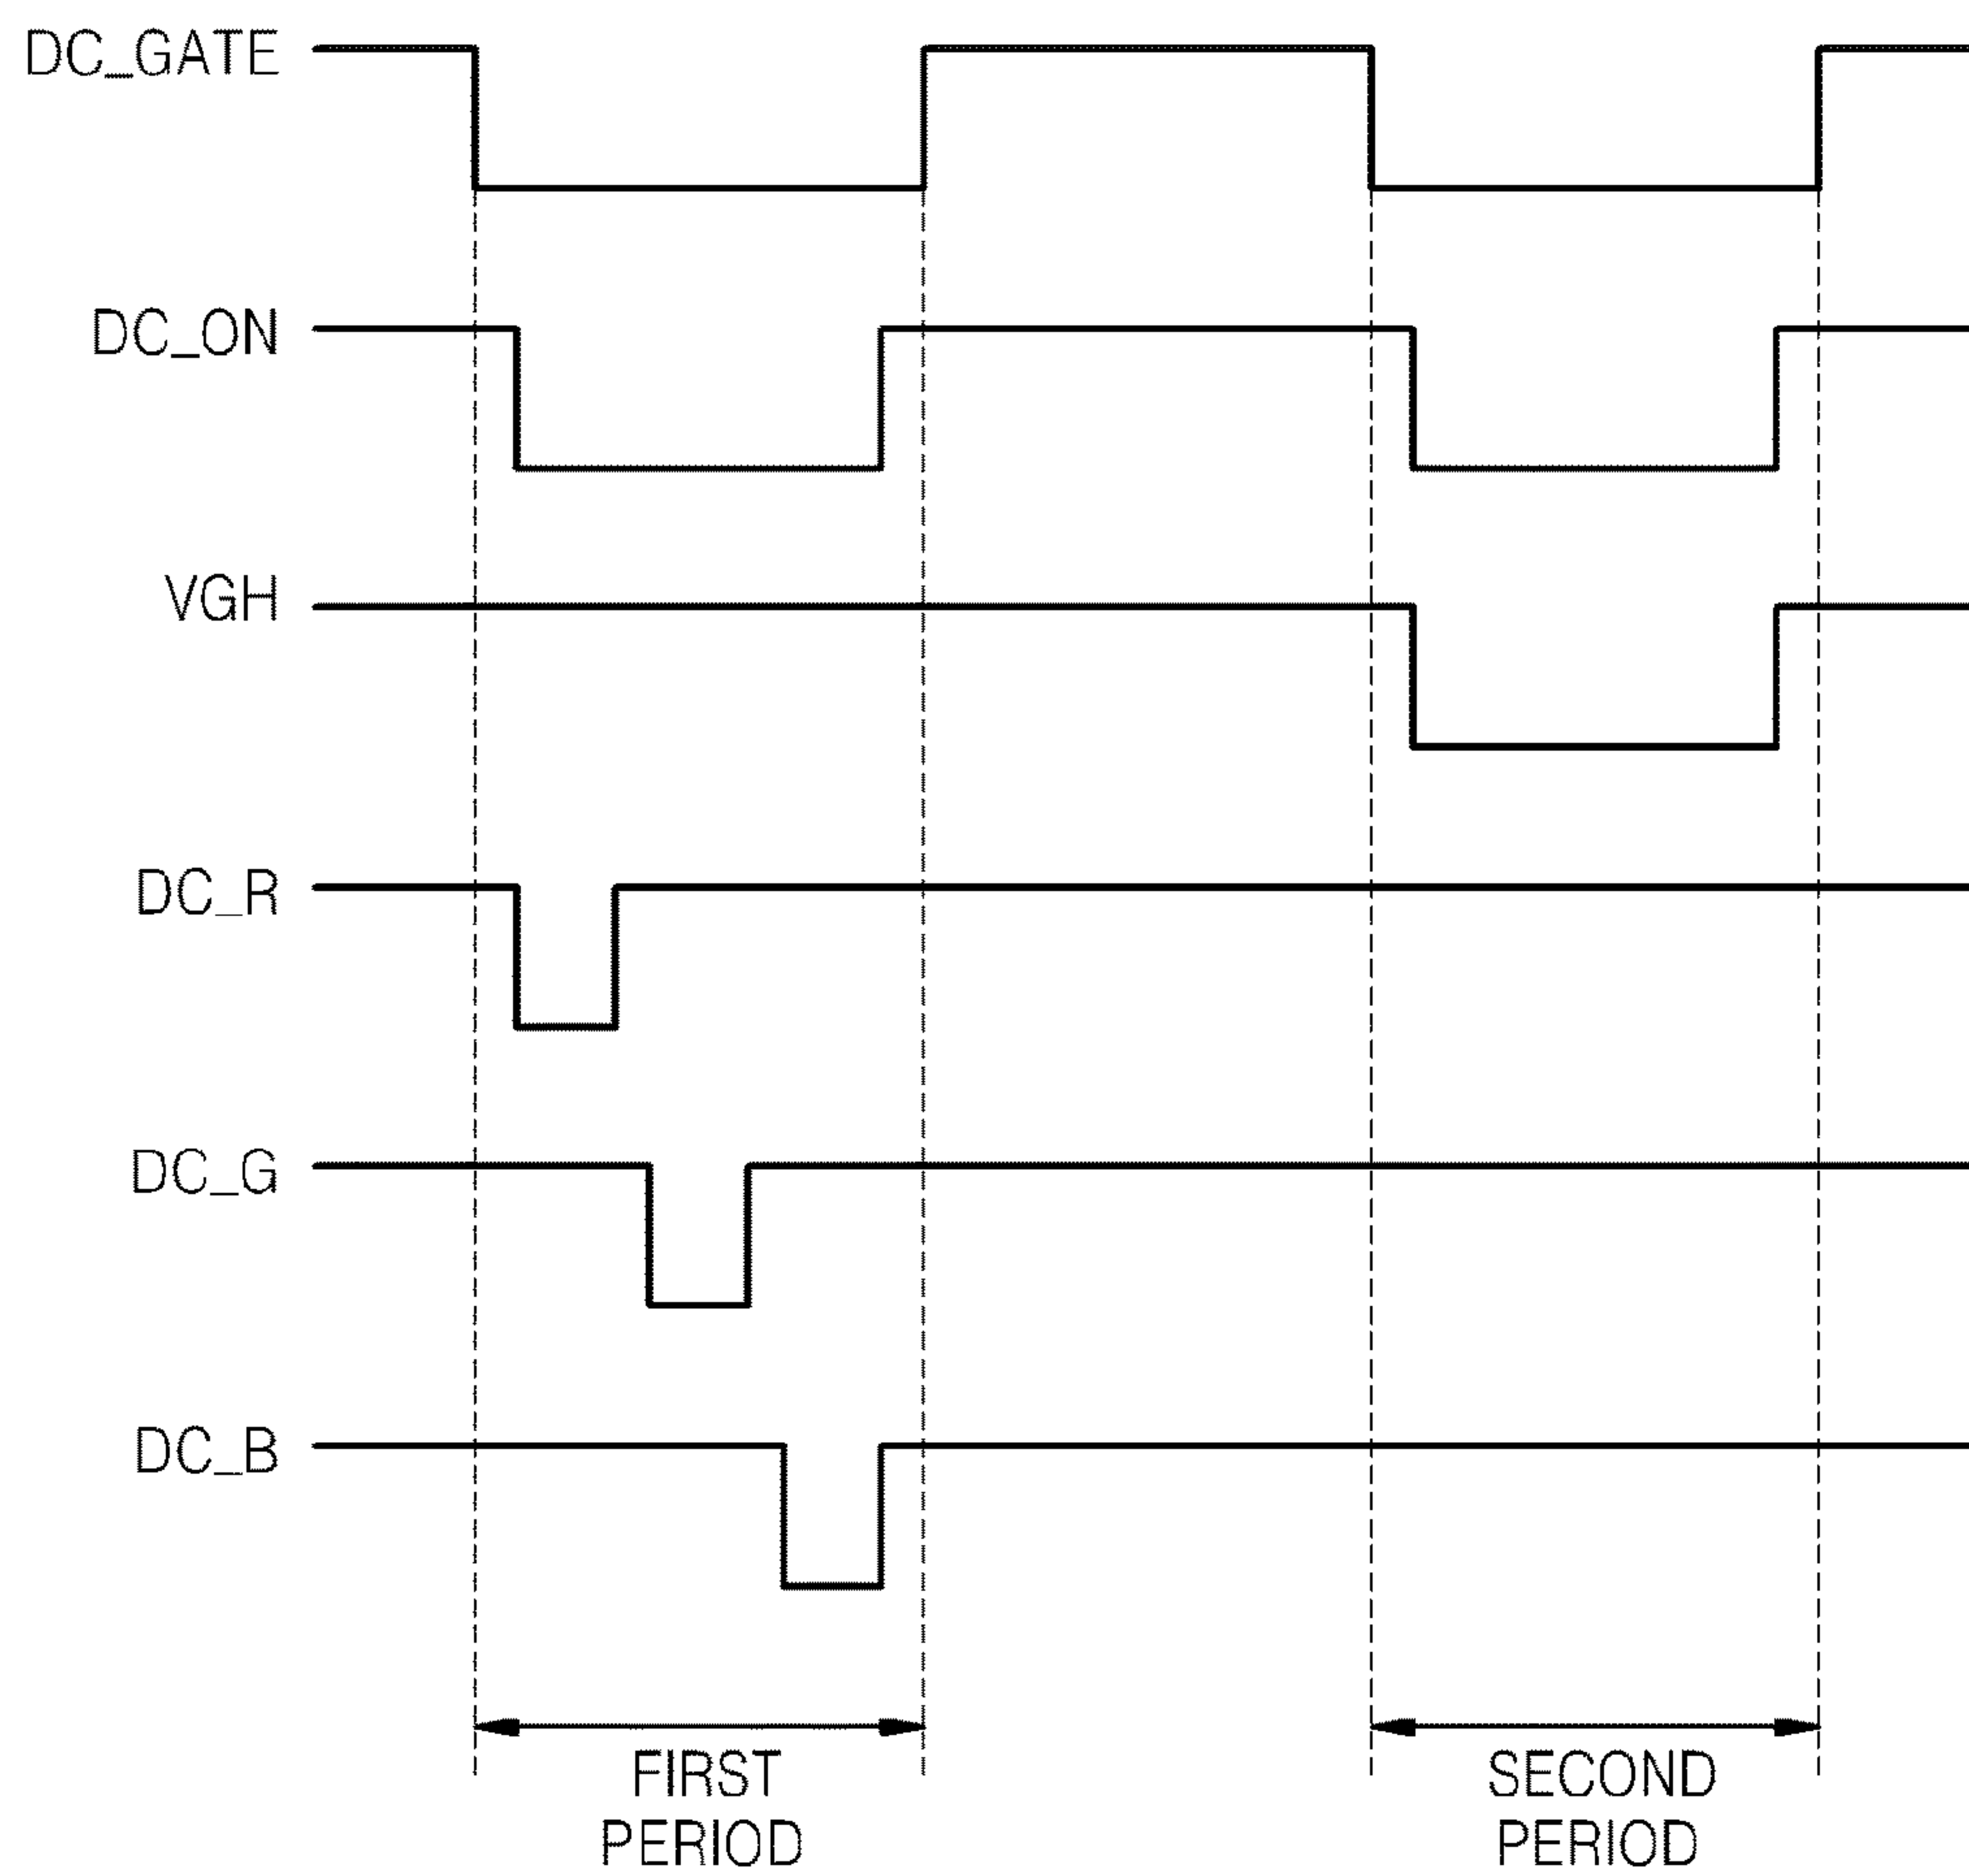 DC_GATE
DC_ON
VGH
DC_R
DC_G
DC_B
FIRST
PERIOD
SECOND
PERIOD